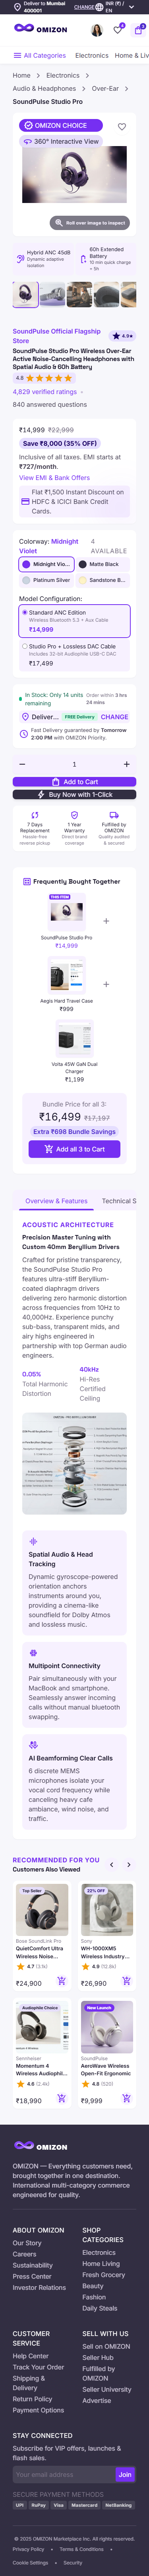 Deliver to Mumbai 400001
CHANGE
INR (₹) / EN
OMIZON
4
3
All Categories
Electronics
Home & Liv
Home > Electronics >
Audio & Headphones > Over-Ear >
SoundPulse Studio Pro
OMIZON CHOICE
360° Interactive View
Roll over image to inspect
Hybrid ANC 45dB
Dynamic adaptive isolation
60h Extended Battery
10 min quick charge = 5h
SoundPulse Official Flagship Store
4.9★
SoundPulse Studio Pro Wireless Over-Ear Active Noise-Cancelling Headphones with Spatial Audio & 60h Battery
4.8
4,829 verified ratings
840 answered questions
₹14,999 ₹22,999
Save ₹8,000 (35% OFF)
Inclusive of all taxes. EMI starts at ₹727/month.
View EMI & Bank Offers
Flat ₹1,500 Instant Discount on HDFC & ICICI Bank Credit Cards.
Colorway: Midnight Violet
4 AVAILABLE
Midnight Vio...
Matte Black
Platinum Silver
Sandstone B...
Model Configuration:
Standard ANC Edition
Wireless Bluetooth 5.3 + Aux Cable
₹14,999
Studio Pro + Lossless DAC Cable
Includes 32-bit Audiophile USB-C DAC
₹17,499
In Stock: Only 14 units remaining
Order within 3 hrs 24 mins
Deliver...
FREE Delivery
CHANGE
Fast delivery guaranteed by Tomorrow 2:00 PM with OMIZON Priority.
1
Add to Cart
Buy Now with 1-Click
7 Days Replacement
Hassle-free reverse pickup
1 Year Warranty
Direct brand coverage
Fulfilled by OMIZON
Quality audited & secured
Frequently Bought Together
THIS ITEM
SoundPulse Studio Pro
₹14,999
Aegis Hard Travel Case
₹999
Volta 45W GaN Dual Charger
₹1,199
Bundle Price for all 3:
₹16,499 ₹17,197
Extra ₹698 Bundle Savings
Add all 3 to Cart
Overview & Features
Technical S
ACOUSTIC ARCHITECTURE
Precision Master Tuning with Custom 40mm Beryllium Drivers
Crafted for pristine transparency, the SoundPulse Studio Pro features ultra-stiff Beryllium-coated diaphragm drivers delivering zero harmonic distortion across frequencies from 10Hz to 40,000Hz. Experience punchy sub-bass, transparent mids, and shimmering highs engineered in partnership with top German audio engineers.
0.05%
Total Harmonic Distortion
40kHz
Hi-Res Certified Ceiling
Spatial Audio & Head Tracking
Dynamic gyroscope-powered orientation anchors instruments around you, providing a cinema-like soundfield for Dolby Atmos and lossless music.
Multipoint Connectivity
Pair simultaneously with your MacBook and smartphone. Seamlessly answer calls without manual bluetooth swapping.
AI Beamforming Clear Calls
6 discrete MEMS microphones isolate your vocal cord frequency while canceling heavy cafe ambiance, wind noise, and traffic.
RECOMMENDED FOR YOU
Customers Also Viewed
Top Seller
Bose SoundLink Pro
QuietComfort Ultra Wireless Noise...
4.7 (3.1k)
₹24,900
22% OFF
Sony
WH-1000XM5 Wireless Industry...
4.8 (12.8k)
₹26,990
Audiophile Choice
Sennheiser
Momentum 4 Wireless Audiophil...
4.8 (2.4k)
₹18,990
New Launch
SoundPulse
AeroWave Wireless Open-Fit Ergonomic
4.8 (520)
₹9,999
OMIZON
OMIZON — Everything customers need, brought together in one destination. International multi-category commerce engineered for quality.
ABOUT OMIZON
Our Story
Careers
Sustainability
Press Center
Investor Relations
SHOP CATEGORIES
Electronics
Home Living
Fresh Grocery
Beauty
Fashion
Daily Steals
CUSTOMER SERVICE
Help Center
Track Your Order
Shipping & Delivery
Return Policy
Payment Options
SELL WITH US
Sell on OMIZON
Seller Hub
Fulfilled by OMIZON
Seller University
Advertise
STAY CONNECTED
Subscribe for VIP offers, launches & flash sales.
Your email address
Join
SECURE PAYMENT METHODS
UPI RuPay Visa Mastercard NetBanking
© 2025 OMIZON Marketplace Inc. All rights reserved.
Privacy Policy • Terms & Conditions •
Cookie Settings • Security